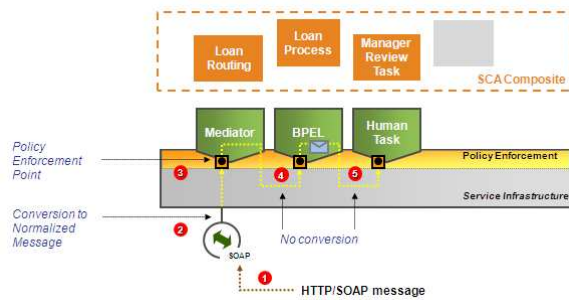 Loan
Routing
Loan
Process
Manager
Review
Task
SCA Composite
Mediator
BPEL
Human
Task
Policy
Enforcement
Point
Policy Enforcement
3
4
5
Service Infrastructure
Conversion to
Normalized
Message
2
No conversion
SOAP
1
HTTP/SOAP message